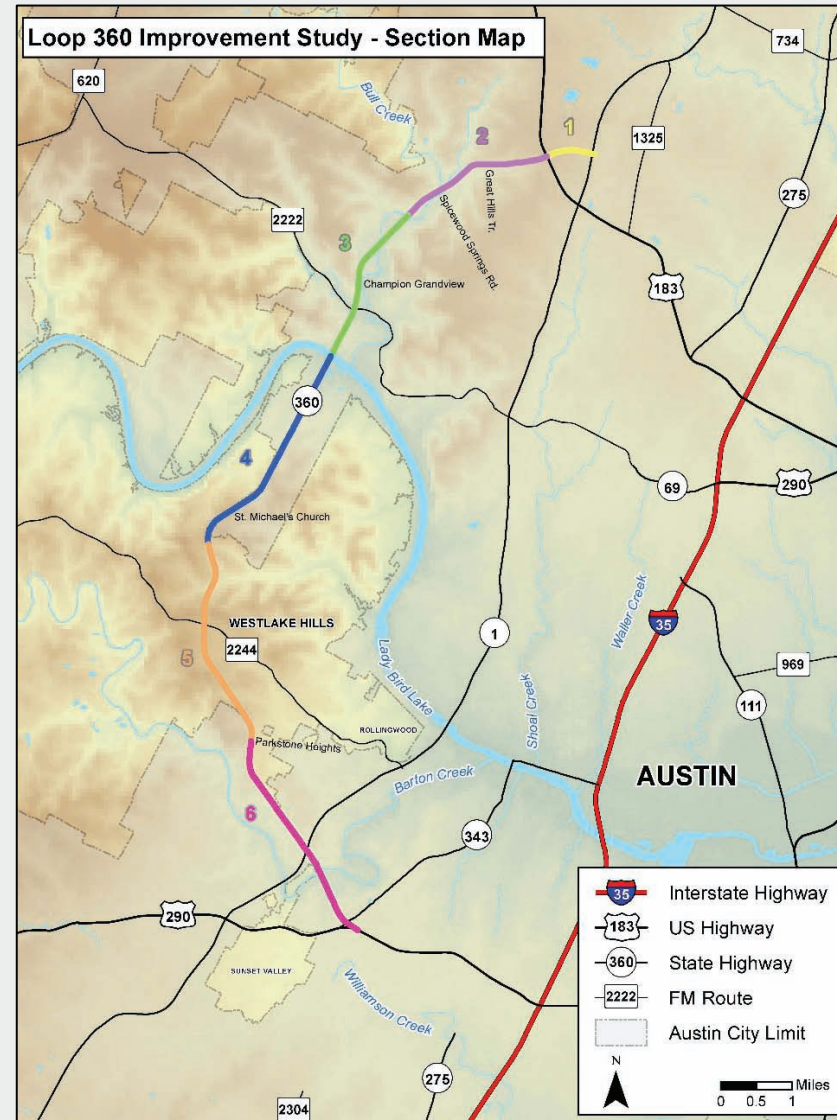 Loop 360 Improvement Study - Section Map
734
620
Bull Creek
2
1
1325
275
Great Hills Tr.
Spicewood Springs Rd.
2222
3
Champion Grandview
183
360
4
69
290
St. Michael's Church
Waller Creek
WESTLAKE HILLS
1
35
5
2244
969
Lady Bird Lake
Shoal Creek
111
ROLLINGWOOD
Parkstone Heights
Barton Creek
AUSTIN
6
343
290
SUNSET VALLEY
Williamson Creek
275
2304
35 Interstate Highway
183 US Highway
360 State Highway
2222 FM Route
Austin City Limit
N
Miles
0 0.5 1